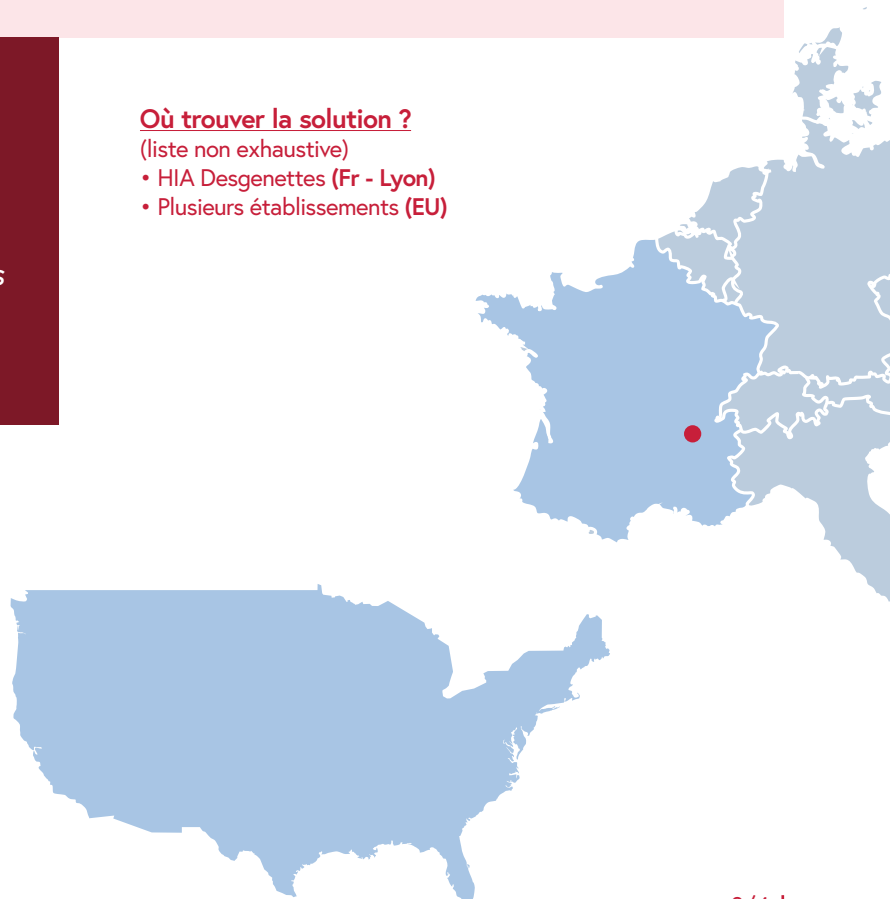 Où trouver la solution ?
(liste non exhaustive)
• HIA Desgenettes (Fr - Lyon)
• Plusieurs établissements (EU)
s